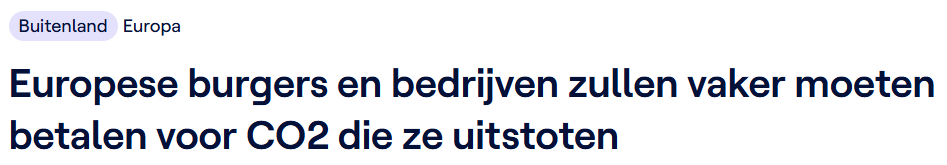 Buitenland Europa
Europese burgers en bedrijven zullen vaker moeten
betalen voor CO2 die ze uitstoten